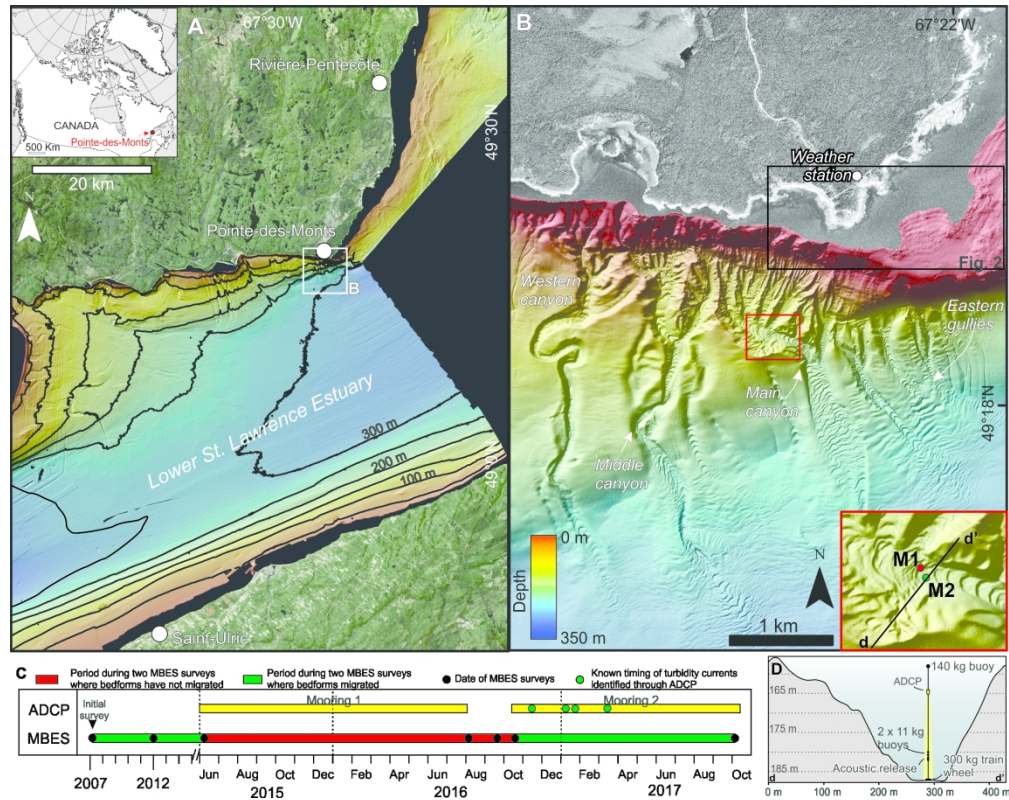 A
67°30'W
Rivière-Pentecôte
CANADA
Pointe-des-Monts
500 Km
20 km
N
49°30'N
Pointe-des-Monts
B
Lower St. Lawrence Estuary
300 m
200 m
100 m
Saint-Ulric
B
67°22'W
Weather
station
Fig. 2
Western
canyon
Eastern
gullies
Main
canyon
49°18'N
Middle
canyon
0 m
Depth
350 m
N
1 km
d'
M1
M2
d
C
Period during two MBES surveys
where bedforms have not migrated
Period during two MBES surveys
where bedforms migrated
Date of MBES surveys
Known timing of turbidity currents
identified through ADCP
Initial
survey
ADCP
Mooring 1
Mooring 2
MBES
2007
2012
Jun Aug Oct Dec Feb Apr Jun Aug Oct Dec Feb Apr Jun Aug Oct
2015
2016
2017
D
140 kg buoy
ADCP
165 m
175 m
2 x 11 kg
buoys
Acoustic release
300 kg train
wheel
185 m
d
d'
0 m
100 m
200 m
300 m
400 m